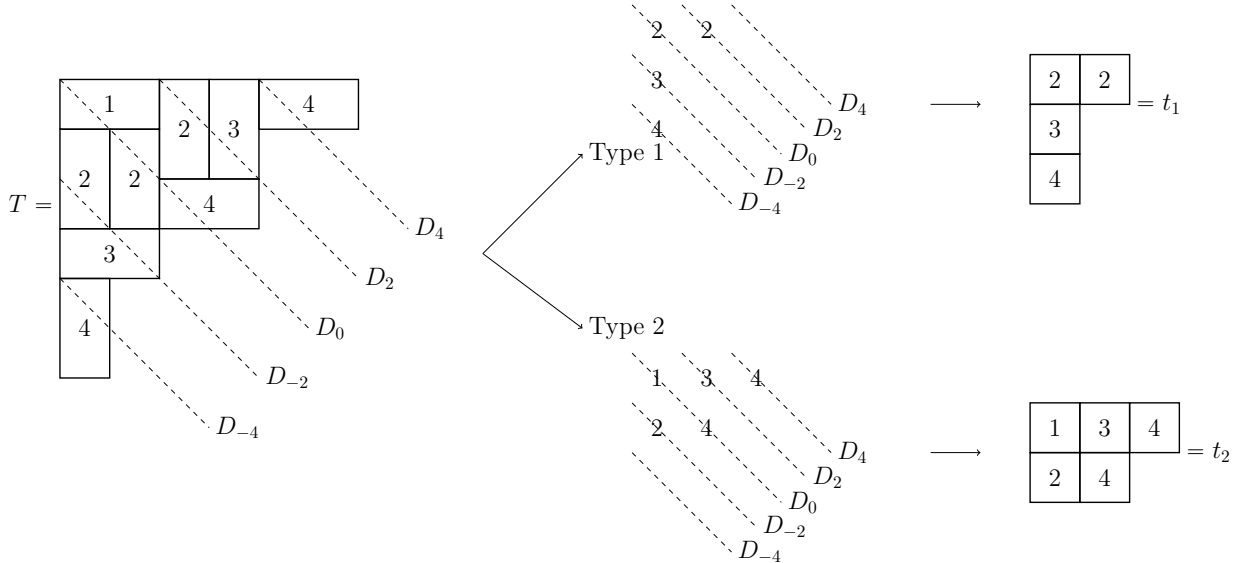 T =
1 2 3 4
2 2 4
3
4
D_4
D_2
D_0
D_{-2}
D_{-4}
Type 1
2 2
3
4
D_4
D_2
D_0
D_{-2}
D_{-4}
2 2
3
4
= t_1
Type 2
1 3 4
2 4
D_4
D_2
D_0
D_{-2}
D_{-4}
1 3 4
2 4
= t_2